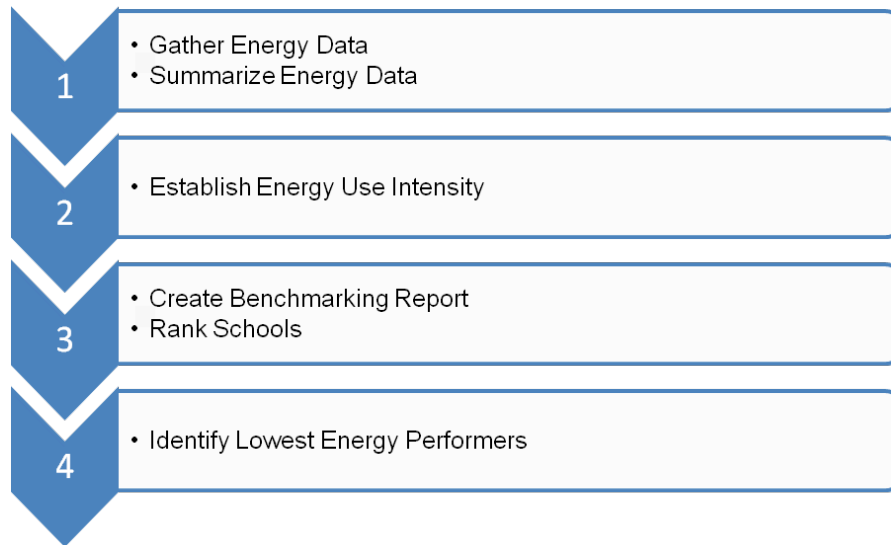 1
• Gather Energy Data
• Summarize Energy Data
2
• Establish Energy Use Intensity
3
• Create Benchmarking Report
• Rank Schools
4
• Identify Lowest Energy Performers